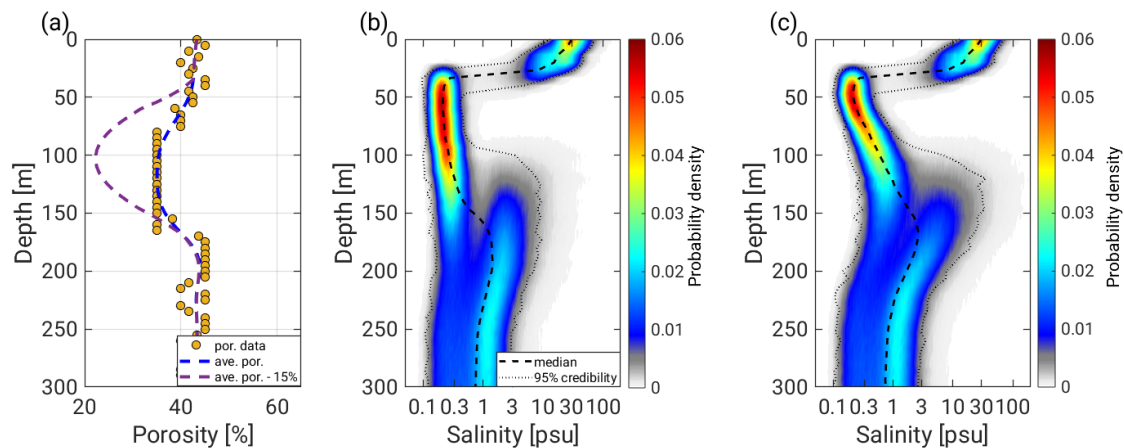 (a)
0
50
100
150
200
250
300
Depth [m]
20
40
60
Porosity [%]
por. data
ave. por.
ave. por. - 15%
(b)
0
50
100
150
200
250
300
Depth [m]
0.1 0.3 1 3 10 30 100
Salinity [psu]
median
95% credibility
0.06
0.05
0.04
0.03
0.02
0.01
0
Probability density
(c)
0
50
100
150
200
250
300
Depth [m]
0.1 0.3 1 3 10 30 100
Salinity [psu]
0.06
0.05
0.04
0.03
0.02
0.01
0
Probability density